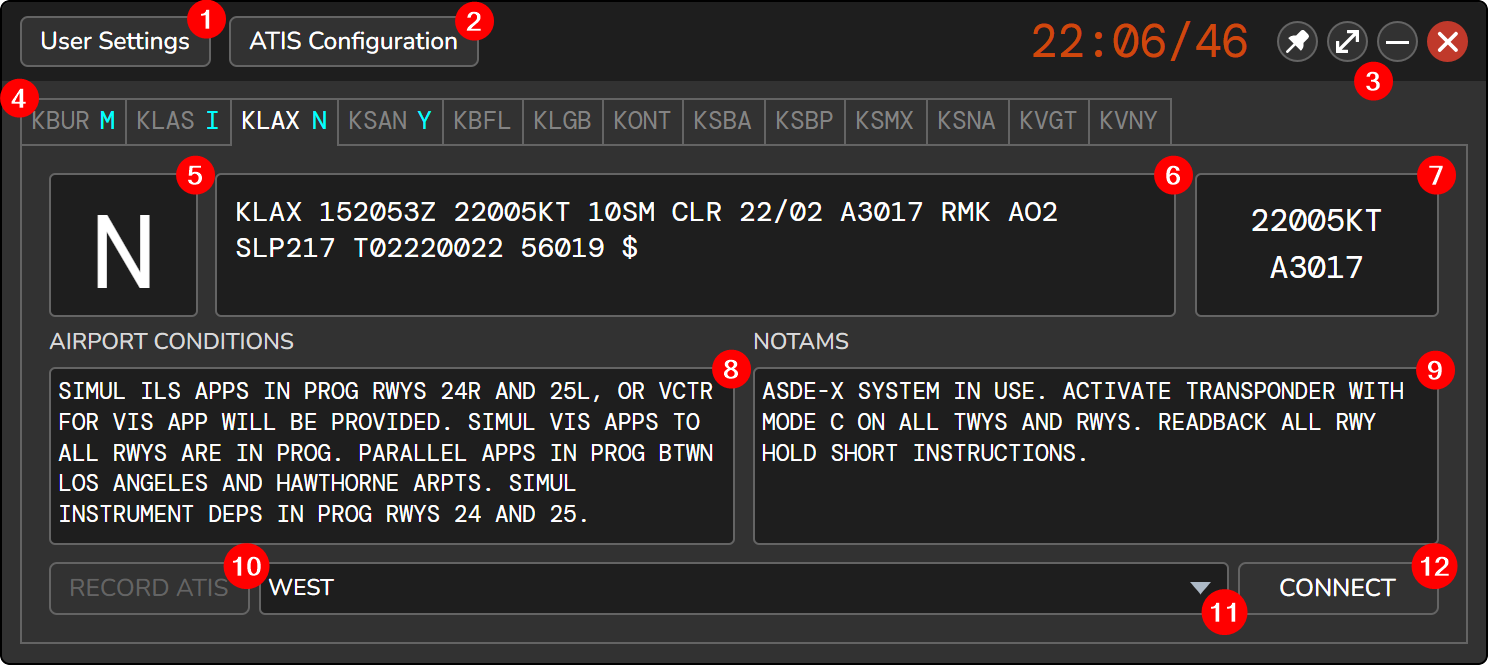 User Settings 1 ATIS Configuration 2 22:06/46
3
4
KBUR M KLAS I KLAX N KSAN Y KBFL KLGB KONT KSBA KSBP KSMX KSNA KVGT KVNY
5 6 7
N
KLAX 152053Z 22005KT 10SM CLR 22/02 A3017 RMK AO2
SLP217 T02220022 56019 $
22005KT
A3017
AIRPORT CONDITIONS
8
SIMUL ILS APPS IN PROG RWYS 24R AND 25L, OR VCTR
FOR VIS APP WILL BE PROVIDED. SIMUL VIS APPS TO
ALL RWYS ARE IN PROG. PARALLEL APPS IN PROG BTWN
LOS ANGELES AND HAWTHORNE ARPTS. SIMUL
INSTRUMENT DEPS IN PROG RWYS 24 AND 25.
NOTAMS
9
ASDE-X SYSTEM IN USE. ACTIVATE TRANSPONDER WITH
MODE C ON ALL TWYS AND RWYS. READBACK ALL RWY
HOLD SHORT INSTRUCTIONS.
RECORD ATIS 10 WEST 11 CONNECT 12